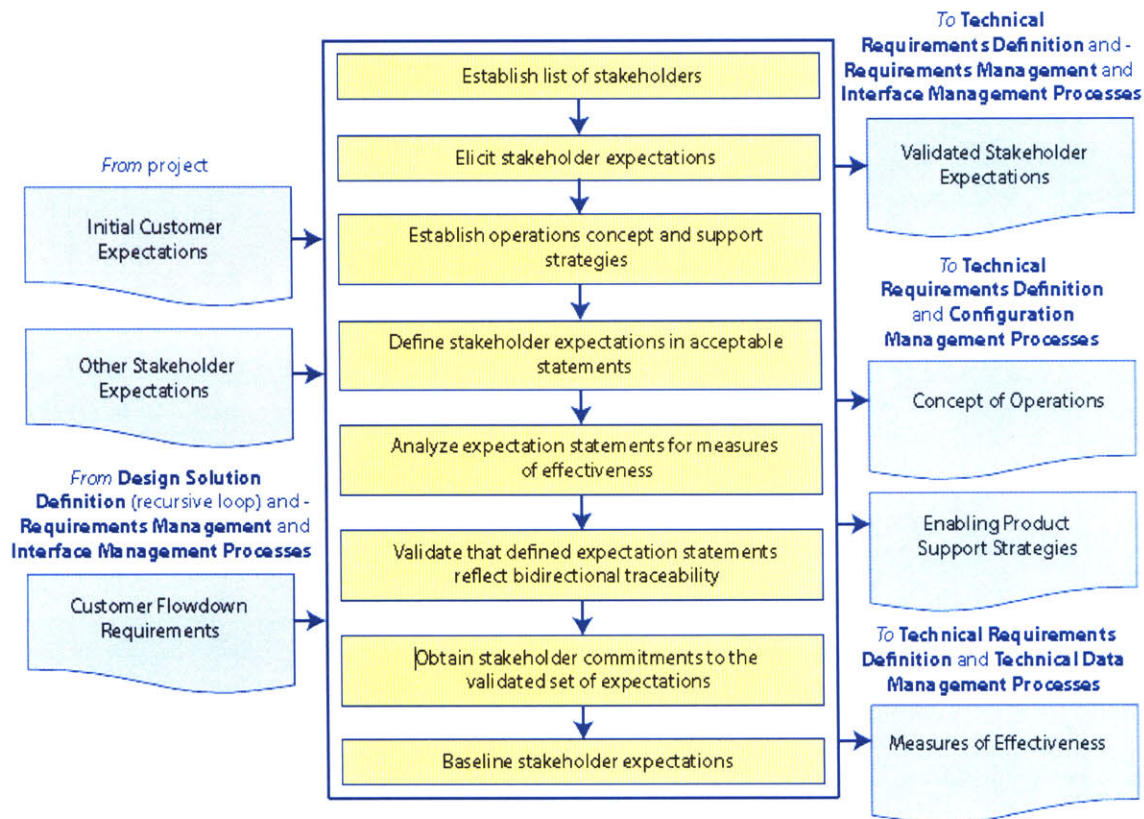 From project
Initial Customer
Expectations
Other Stakeholder
Expectations
From Design Solution
Definition (recursive loop) and -
Requirements Management and
Interface Management Processes
Customer Flowdown
Requirements
Establish list of stakeholders
Elicit stakeholder expectations
Establish operations concept and support
strategies
Define stakeholder expectations in acceptable
statements
Analyze expectation statements for measures
of effectiveness
Validate that defined expectation statements
reflect bidirectional traceability
Obtain stakeholder commitments to the
validated set of expectations
Baseline stakeholder expectations
To Technical
Requirements Definition and -
Requirements Management and
Interface Management Processes
Validated Stakeholder
Expectations
To Technical
Requirements Definition
and Configuration
Management Processes
Concept of Operations
Enabling Product
Support Strategies
To Technical Requirements
Definition and Technical Data
Management Processes
Measures of Effectiveness